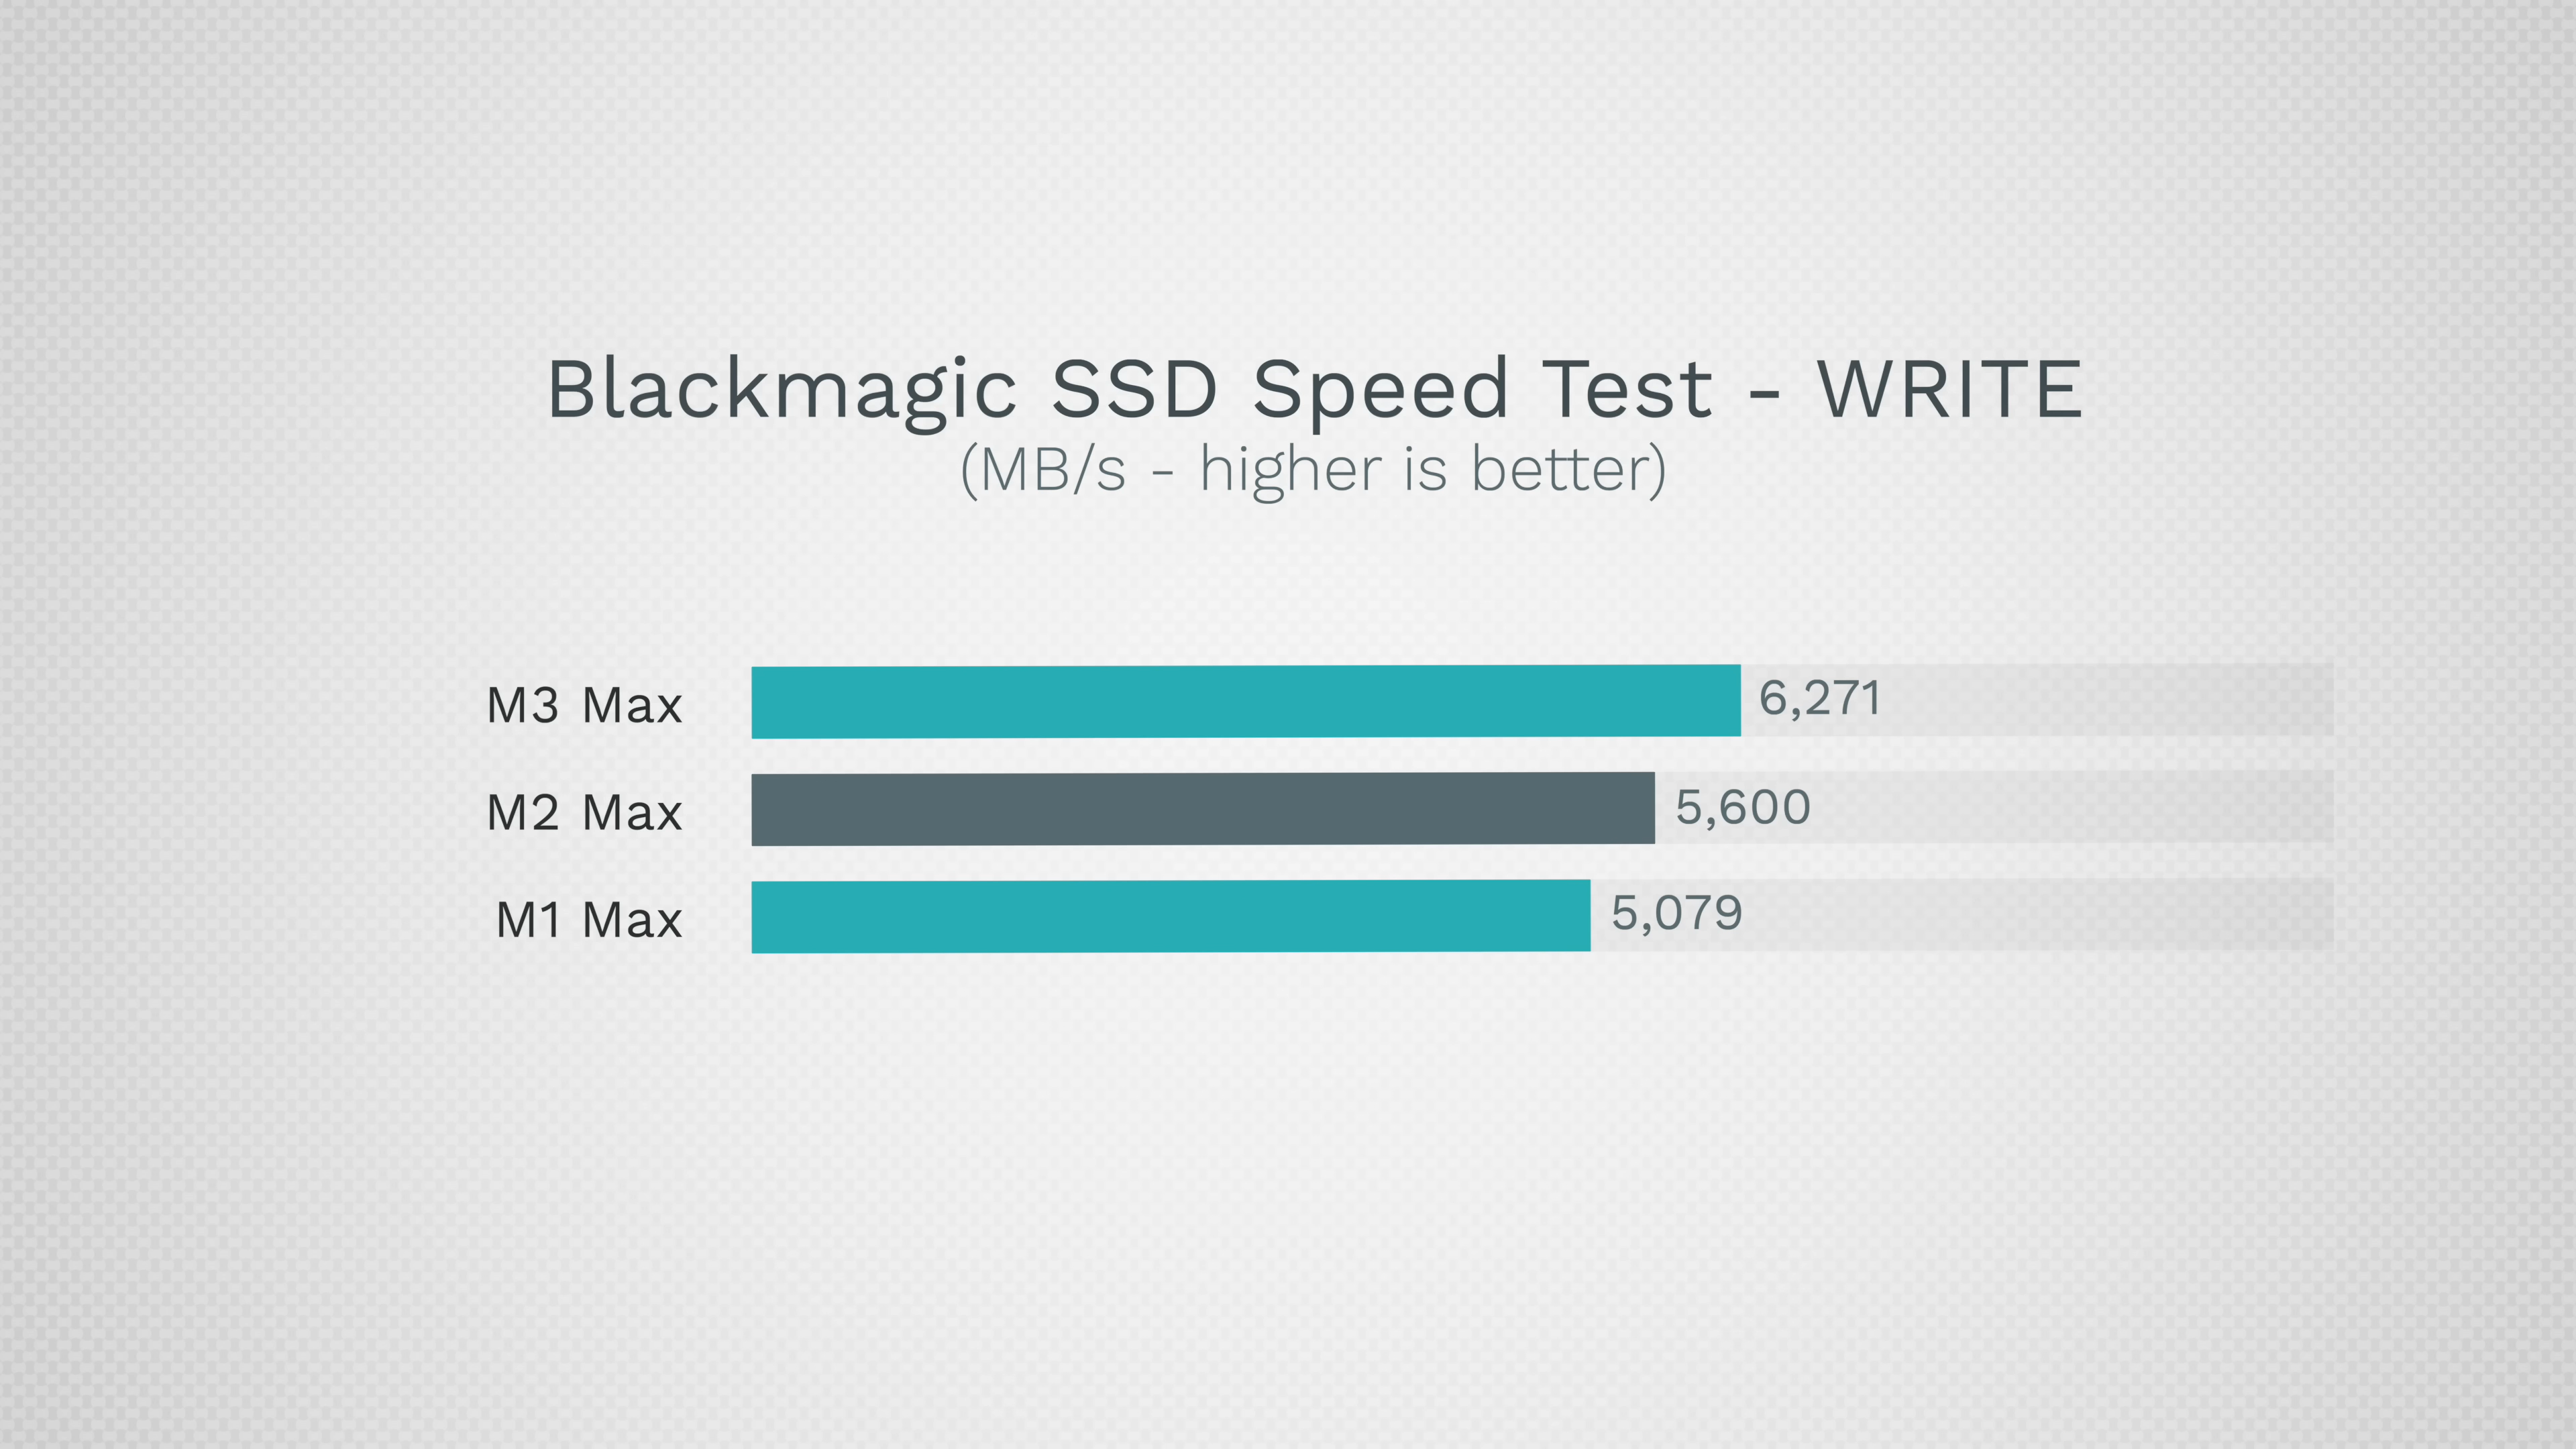 Blackmagic SSD Speed Test - WRITE
(MB/s - higher is better)
M3 Max 6,271
M2 Max 5,600
M1 Max 5,079